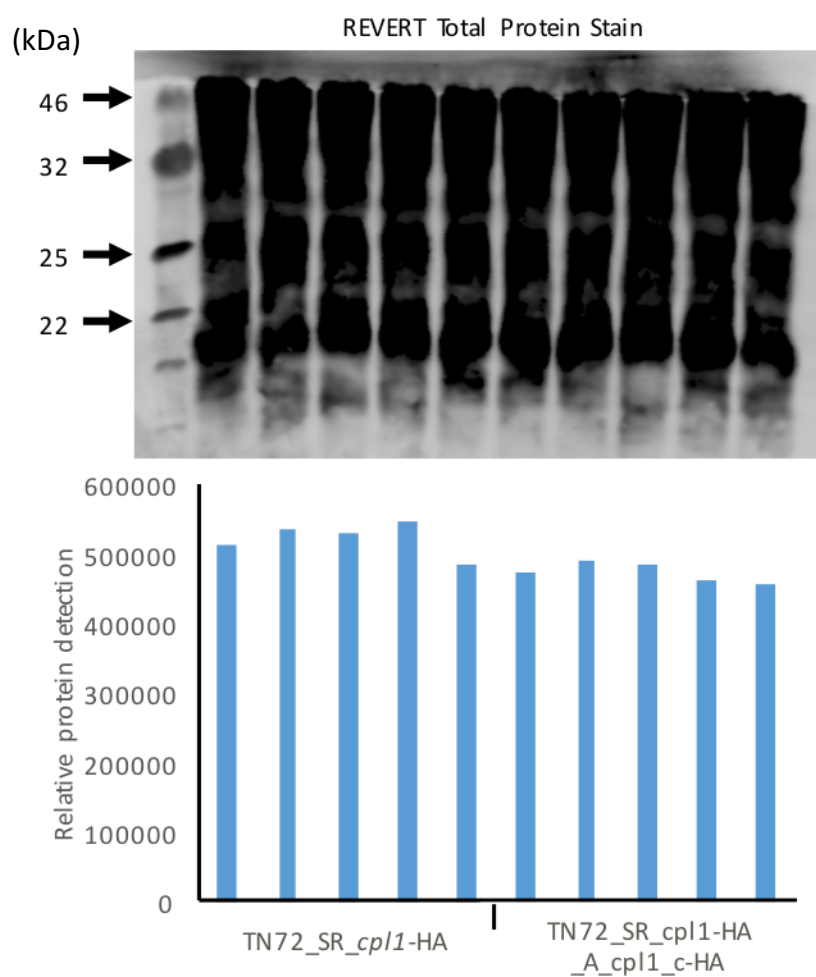 REVERT Total Protein Stain
(kDa)
46
32
25
22
600000
500000
400000
300000
200000
100000
0
Relative protein detection
TN72_SR_cpl1-HA
TN72_SR_cpl1-HA
_A_cpl1_c-HA